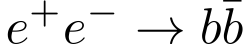 e⁺e⁻ → bb̄